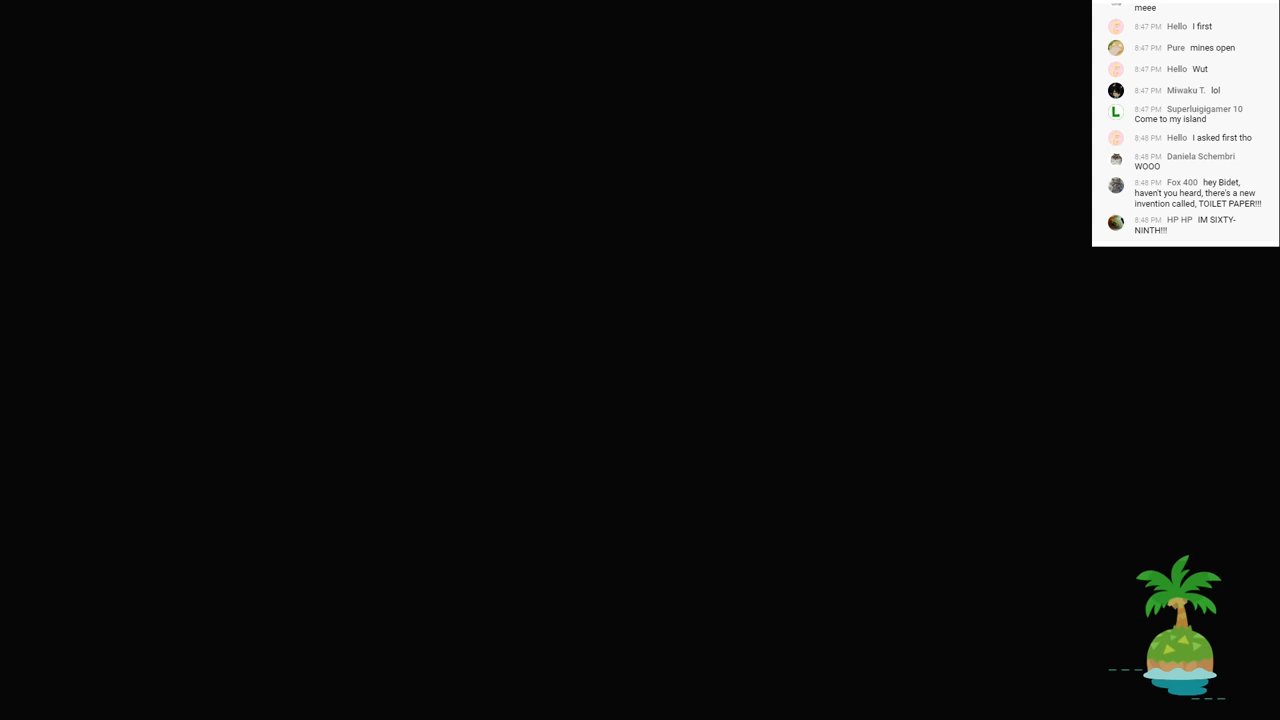 meee
8:47 PM Hello I first
8:47 PM Pure mines open
8:47 PM Hello Wut
8:47 PM Miwaku T. lol
8:47 PM Superluigigamer 10
Come to my island
8:48 PM Hello I asked first tho
8:48 PM Daniela Schembri
WOOO
8:48 PM Fox 400 hey Bidet,
haven't you heard, there's a new
invention called, TOILET PAPER!!!
8:48 PM HP HP IM SIXTY-
NINTH!!!